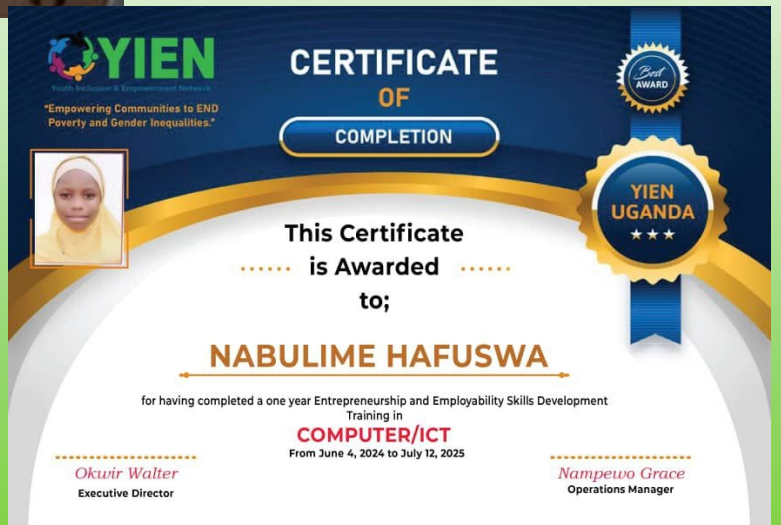 YIEN
Youth Inclusion & Empowerment Network
"Empowering Communities to END
Poverty and Gender Inequalities."
CERTIFICATE
OF
COMPLETION
Best
AWARD
YIEN
UGANDA
This Certificate
is Awarded
to;
NABULIME HAFUSWA
for having completed a one year Entrepreneurship and Employability Skills Development
Training in
COMPUTER/ICT
From June 4, 2024 to July 12, 2025
Okwir Walter
Executive Director
Nampewo Grace
Operations Manager